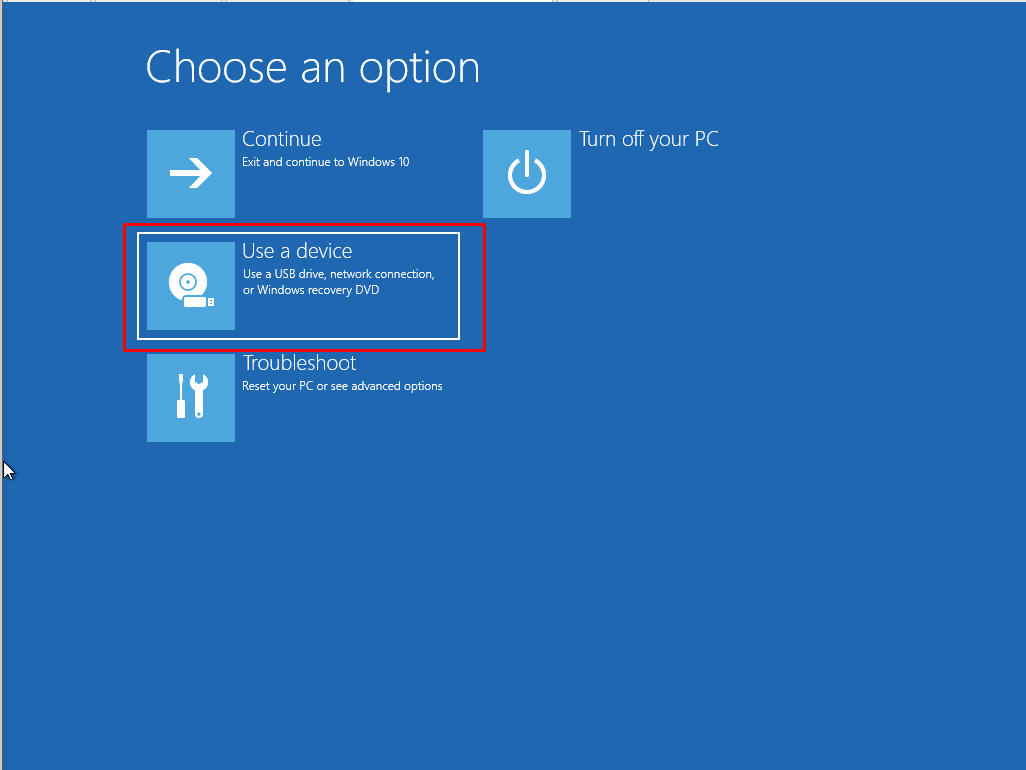 Choose an option
Continue
Exit and continue to Windows 10
Turn off your PC
Use a device
Use a USB drive, network connection,
or Windows recovery DVD
Troubleshoot
Reset your PC or see advanced options